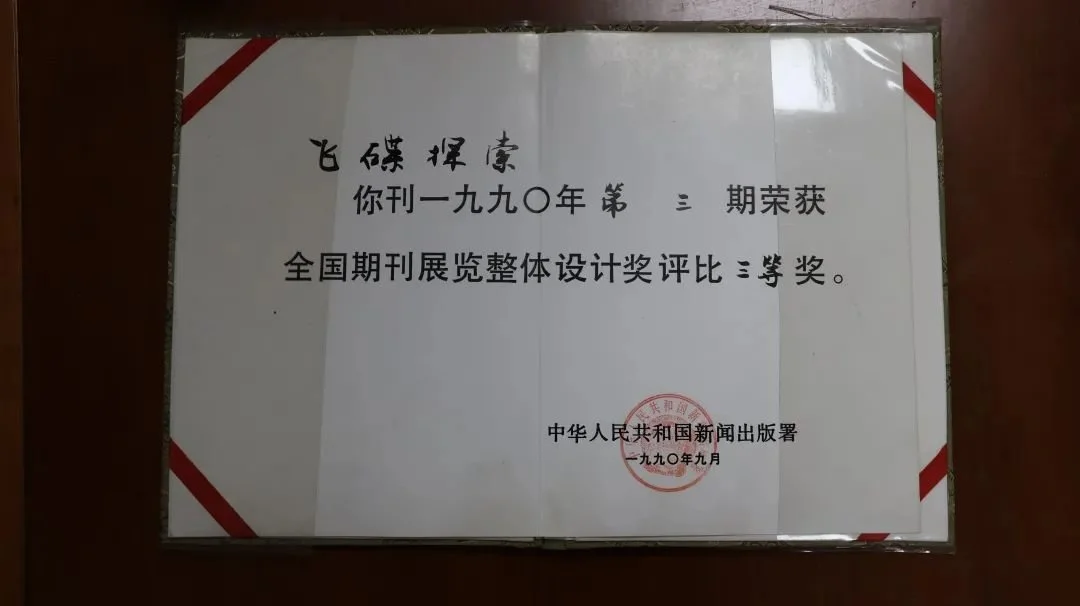 飞碟探索
你刊一九九〇年第三期荣获
全国期刊展览整体设计奖评比三等奖。
中华人民共和国新闻出版署
一九九〇年九月